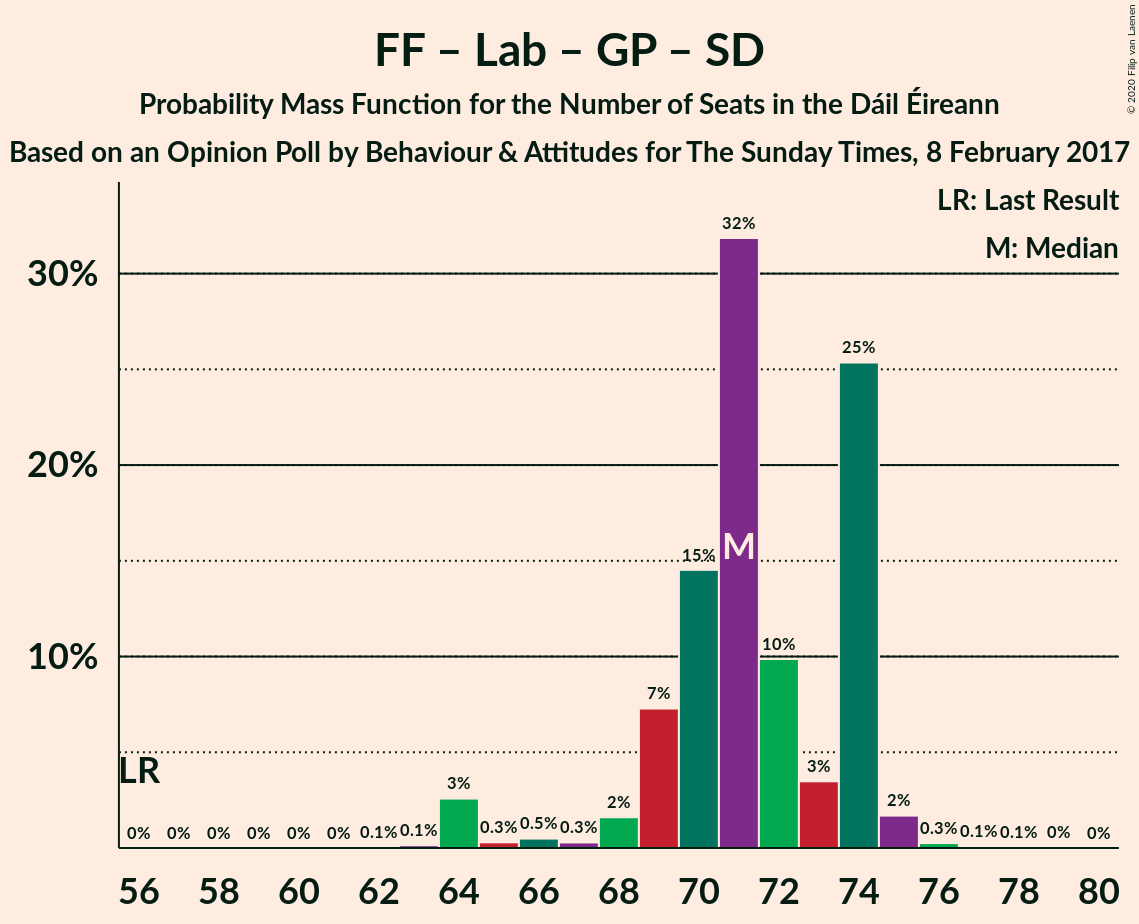 FF – Lab – GP – SD
Probability Mass Function for the Number of Seats in the Dáil Éireann
Based on an Opinion Poll by Behaviour & Attitudes for The Sunday Times, 8 February 2017
© 2020 Filip van Laenen
LR: Last Result
M: Median
30%
20%
10%
LR
M
0% 0% 0% 0% 0% 0% 0.1% 0.1% 3% 0.3% 0.5% 0.3% 2% 7% 15% 32% 10% 3% 25% 2% 0.3% 0.1% 0.1% 0% 0%
56 58 60 62 64 66 68 70 72 74 76 78 80